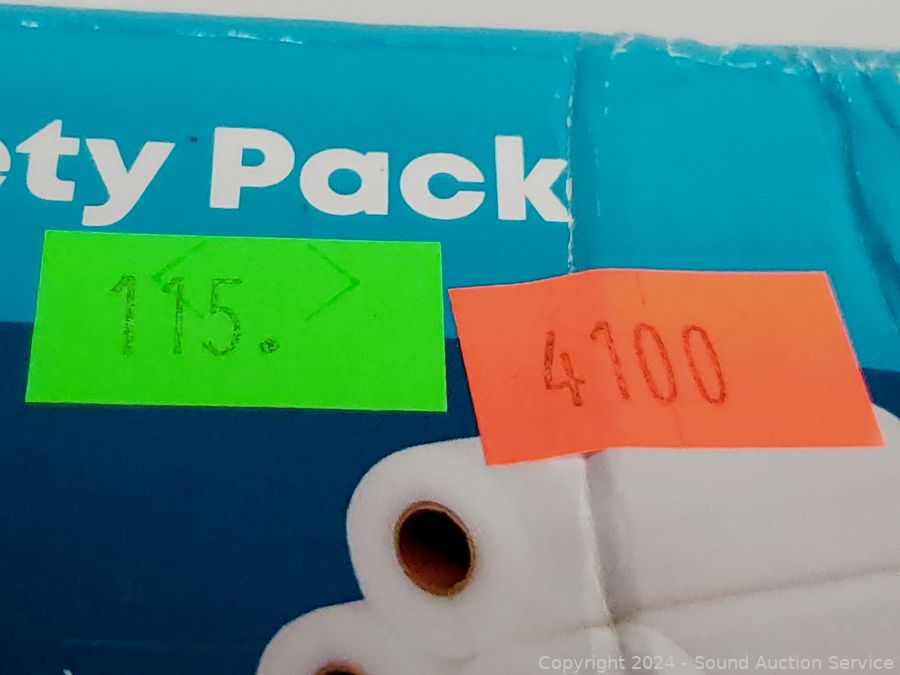 ety Pack
115.
4100
Copyright 2024 - Sound Auction Service